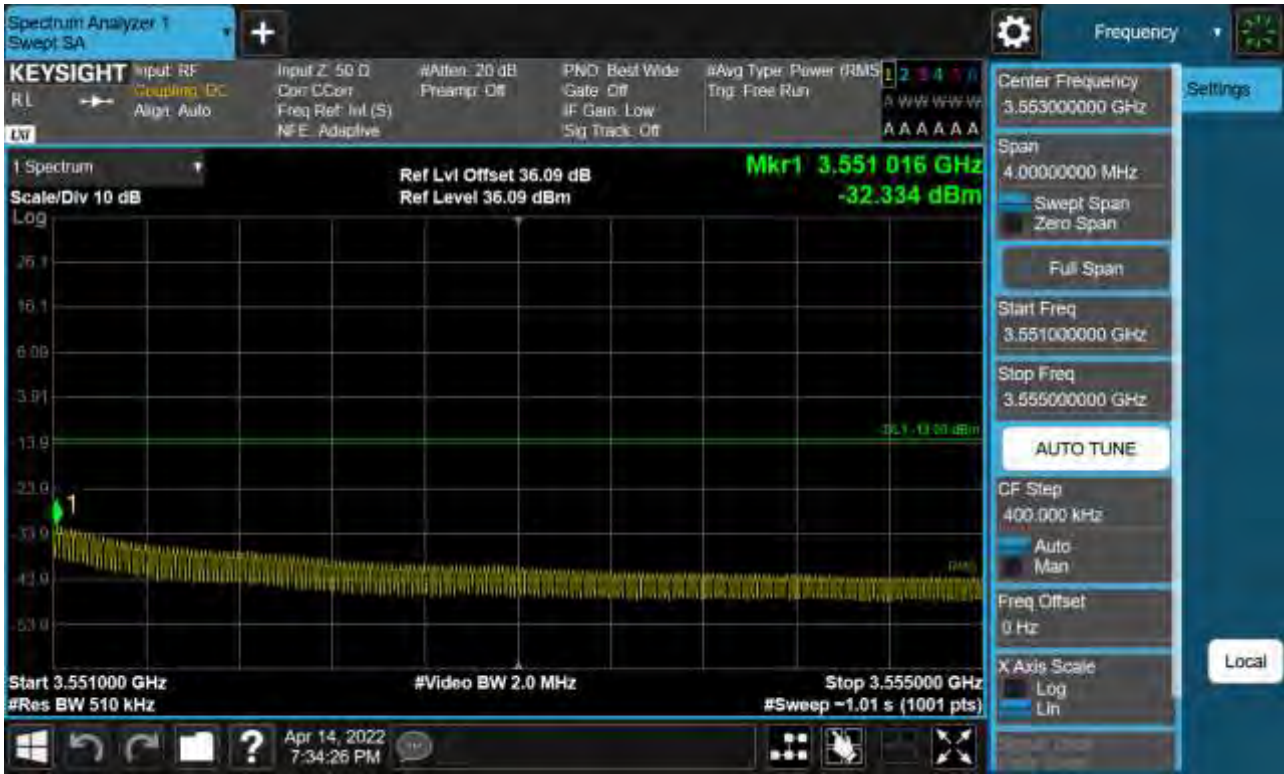 Spectrum Analyzer 1
Swept SA
Frequency
KEYSIGHT
RL
Input: RF
Coupling: DC
Align: Auto
Input Z: 50 Ω
Corr CCorr
Freq Ref: Int (S)
NFE: Adaptive
#Atten: 20 dB
Preamp: Off
PNO: Best Wide
Gate: Off
IF Gain: Low
Sig Track: Off
#Avg Type: Power (RMS
Trig: Free Run
1 2 3 4 5 6
A W W W W W
A A A A A A
LXI
1 Spectrum
Scale/Div 10 dB
Log
Ref Lvl Offset 36.09 dB
Ref Level 36.09 dBm
Mkr1 3.551 016 GHz
-32.334 dBm
26.1
16.1
6.09
-3.91
-13.9
DL1 -13.00 dBm
-23.9
1
-33.9
-43.9
-53.9
Start 3.551000 GHz
#Res BW 510 kHz
#Video BW 2.0 MHz
Stop 3.555000 GHz
#Sweep ~1.01 s (1001 pts)
Center Frequency
3.553000000 GHz
Settings
Span
4.00000000 MHz
Swept Span
Zero Span
Full Span
Start Freq
3.551000000 GHz
Stop Freq
3.555000000 GHz
AUTO TUNE
CF Step
400.000 kHz
Auto
Man
Freq Offset
0 Hz
X Axis Scale
Log
Lin
Local
?
Apr 14, 2022
7:34:26 PM